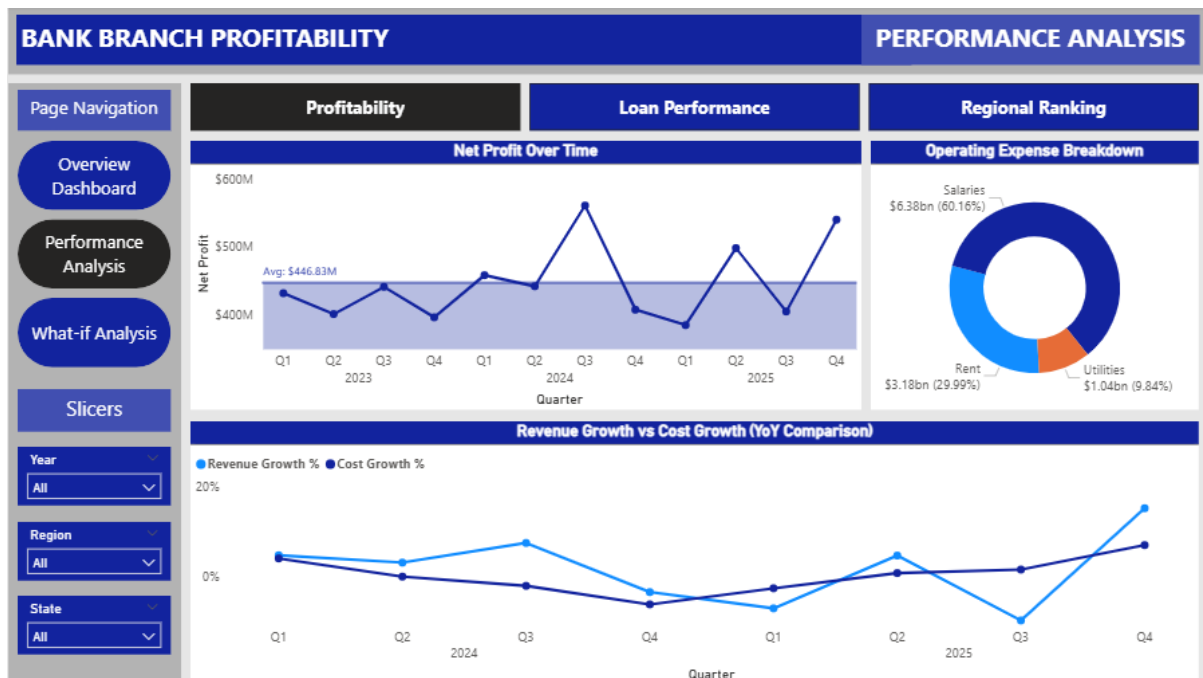 BANK BRANCH PROFITABILITY
PERFORMANCE ANALYSIS
Page Navigation
Overview
Dashboard
Performance
Analysis
What-if Analysis
Slicers
Year
All
Region
All
State
All
Profitability
Loan Performance
Regional Ranking
Net Profit Over Time
$600M
$500M
$400M
Net Profit
Avg: $446.83M
Q1 Q2 Q3 Q4 Q1 Q2 Q3 Q4 Q1 Q2 Q3 Q4
2023 2024 2025
Quarter
Operating Expense Breakdown
Salaries
$6.38bn (60.16%)
Rent
$3.18bn (29.99%)
Utilities
$1.04bn (9.84%)
Revenue Growth vs Cost Growth (YoY Comparison)
Revenue Growth % Cost Growth %
20%
0%
Q1 Q2 Q3 Q4 Q1 Q2 Q3 Q4
2024 2025
Quarter